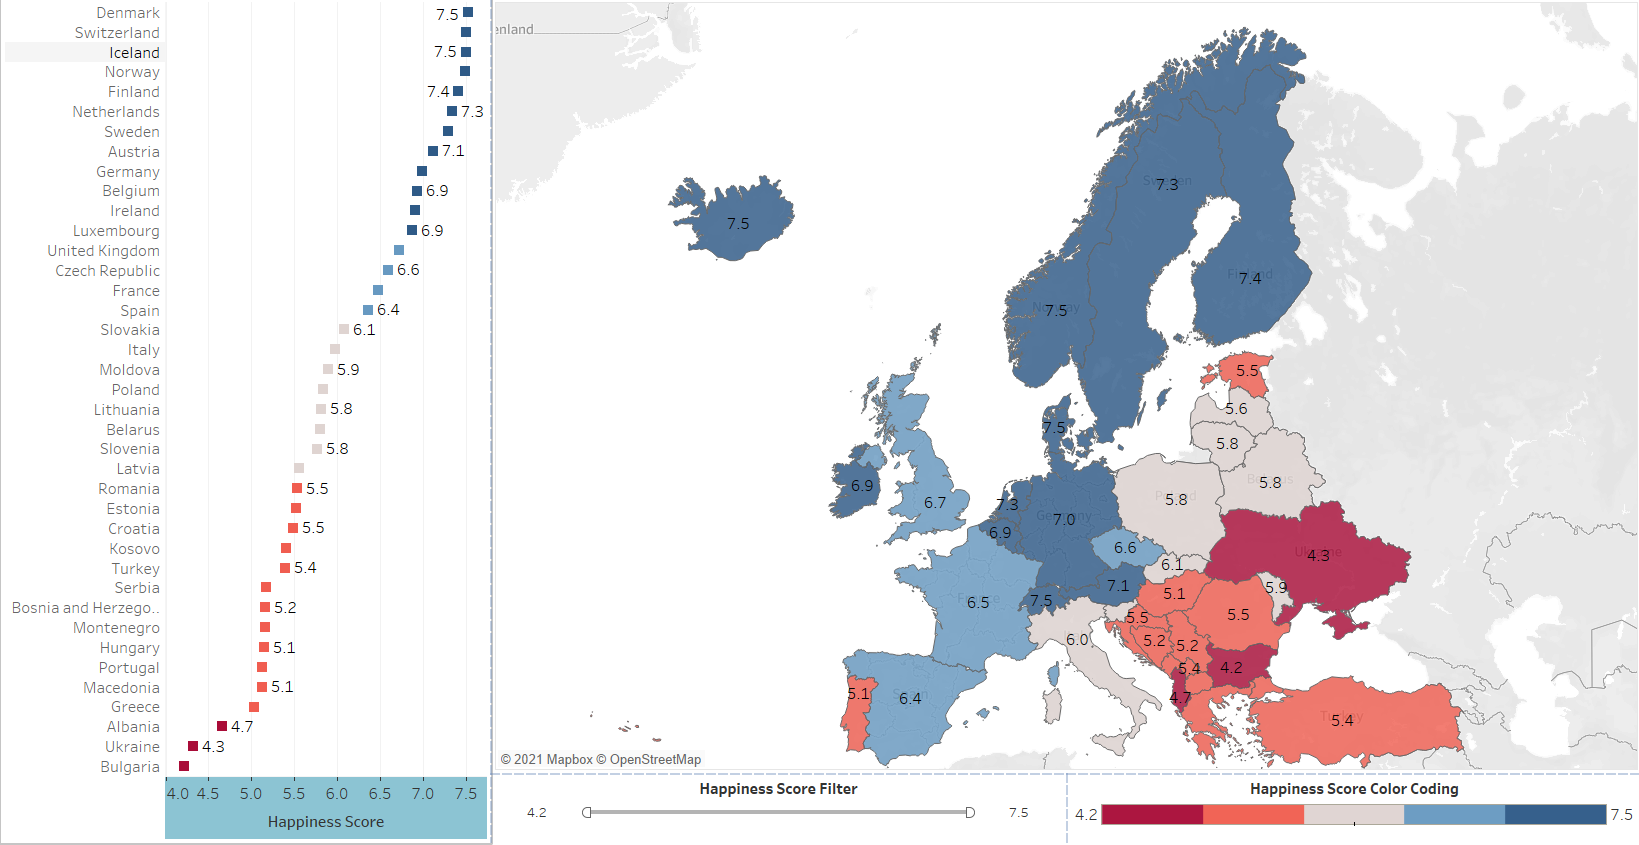 Denmark 7.5
Switzerland
Iceland 7.5
Norway
Finland 7.4
Netherlands 7.3
Sweden
Austria 7.1
Germany
Belgium 6.9
Ireland
Luxembourg 6.9
United Kingdom
Czech Republic 6.6
France
Spain 6.4
Slovakia 6.1
Italy
Moldova 5.9
Poland
Lithuania 5.8
Belarus
Slovenia 5.8
Latvia
Romania 5.5
Estonia
Croatia 5.5
Kosovo
Turkey 5.4
Serbia
Bosnia and Herzego.. 5.2
Montenegro
Hungary 5.1
Portugal
Macedonia 5.1
Greece
Albania 4.7
Ukraine 4.3
Bulgaria
4.0 4.5 5.0 5.5 6.0 6.5 7.0 7.5
Happiness Score
enland
Sweden
7.3
7.5
Finland
7.4
Norway
7.5
5.5
5.6
7.5
5.8
Belarus
5.8
6.9
6.7
7.3
Poland
5.8
Germany
7.0
6.9
6.6
Ukraine
4.3
6.1
7.1
5.9
5.1
France
6.5
7.5
5.5
5.5
6.0
5.2
5.2
5.4
4.2
5.1
Spain
6.4
4.7
Turkey
5.4
© 2021 Mapbox © OpenStreetMap
Happiness Score Filter
4.2 7.5
Happiness Score Color Coding
4.2 7.5